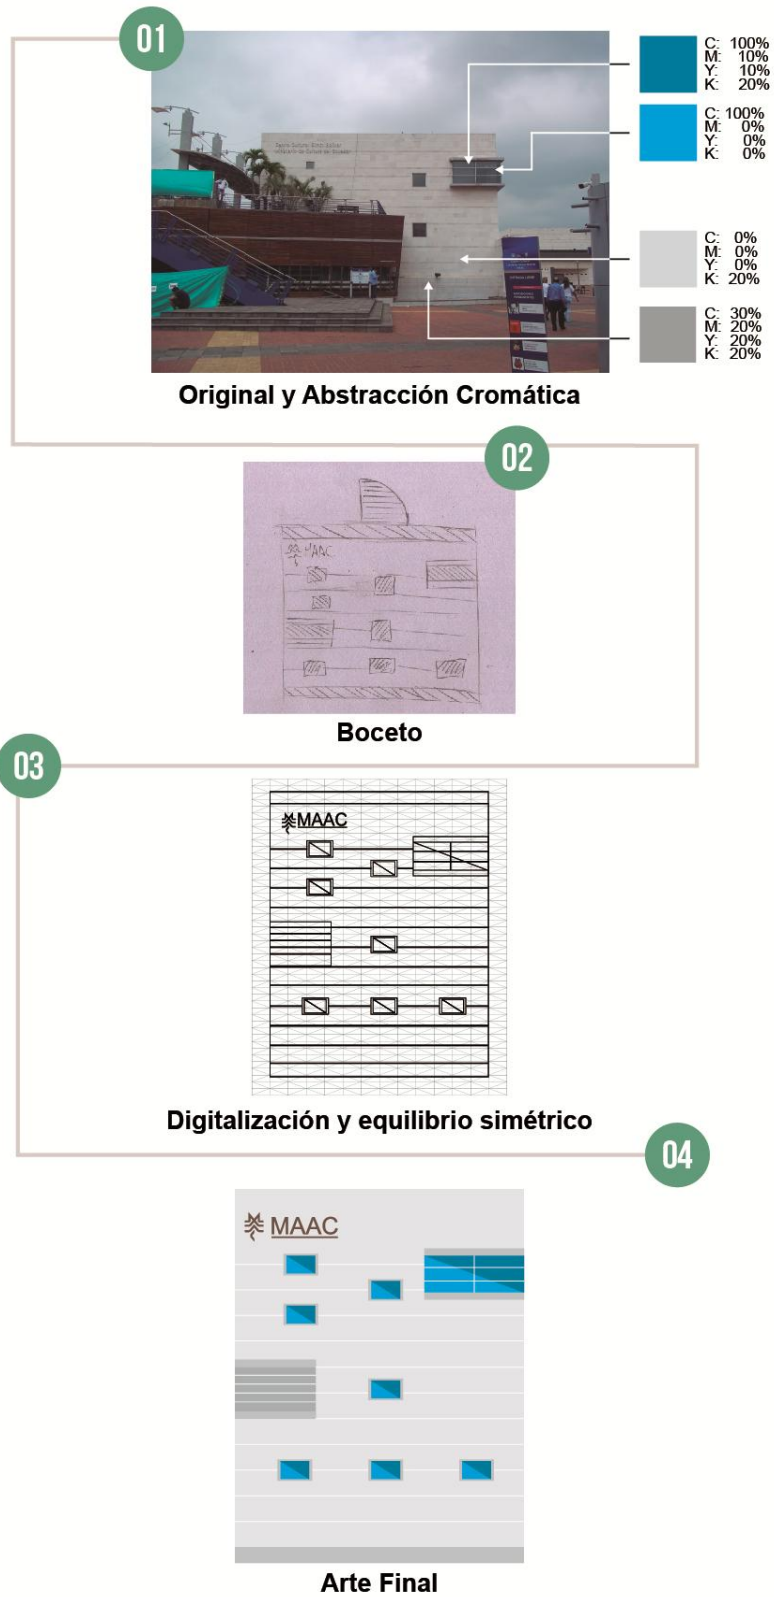 01
C: 100%
M: 10%
Y: 10%
K: 20%
C: 100%
M: 0%
Y: 0%
K: 0%
C: 0%
M: 0%
Y: 0%
K: 20%
C: 30%
M: 20%
Y: 20%
K: 20%
Original y Abstracción Cromática
02
MAAC
Boceto
03
MAAC
Digitalización y equilibrio simétrico
04
MAAC
Arte Final